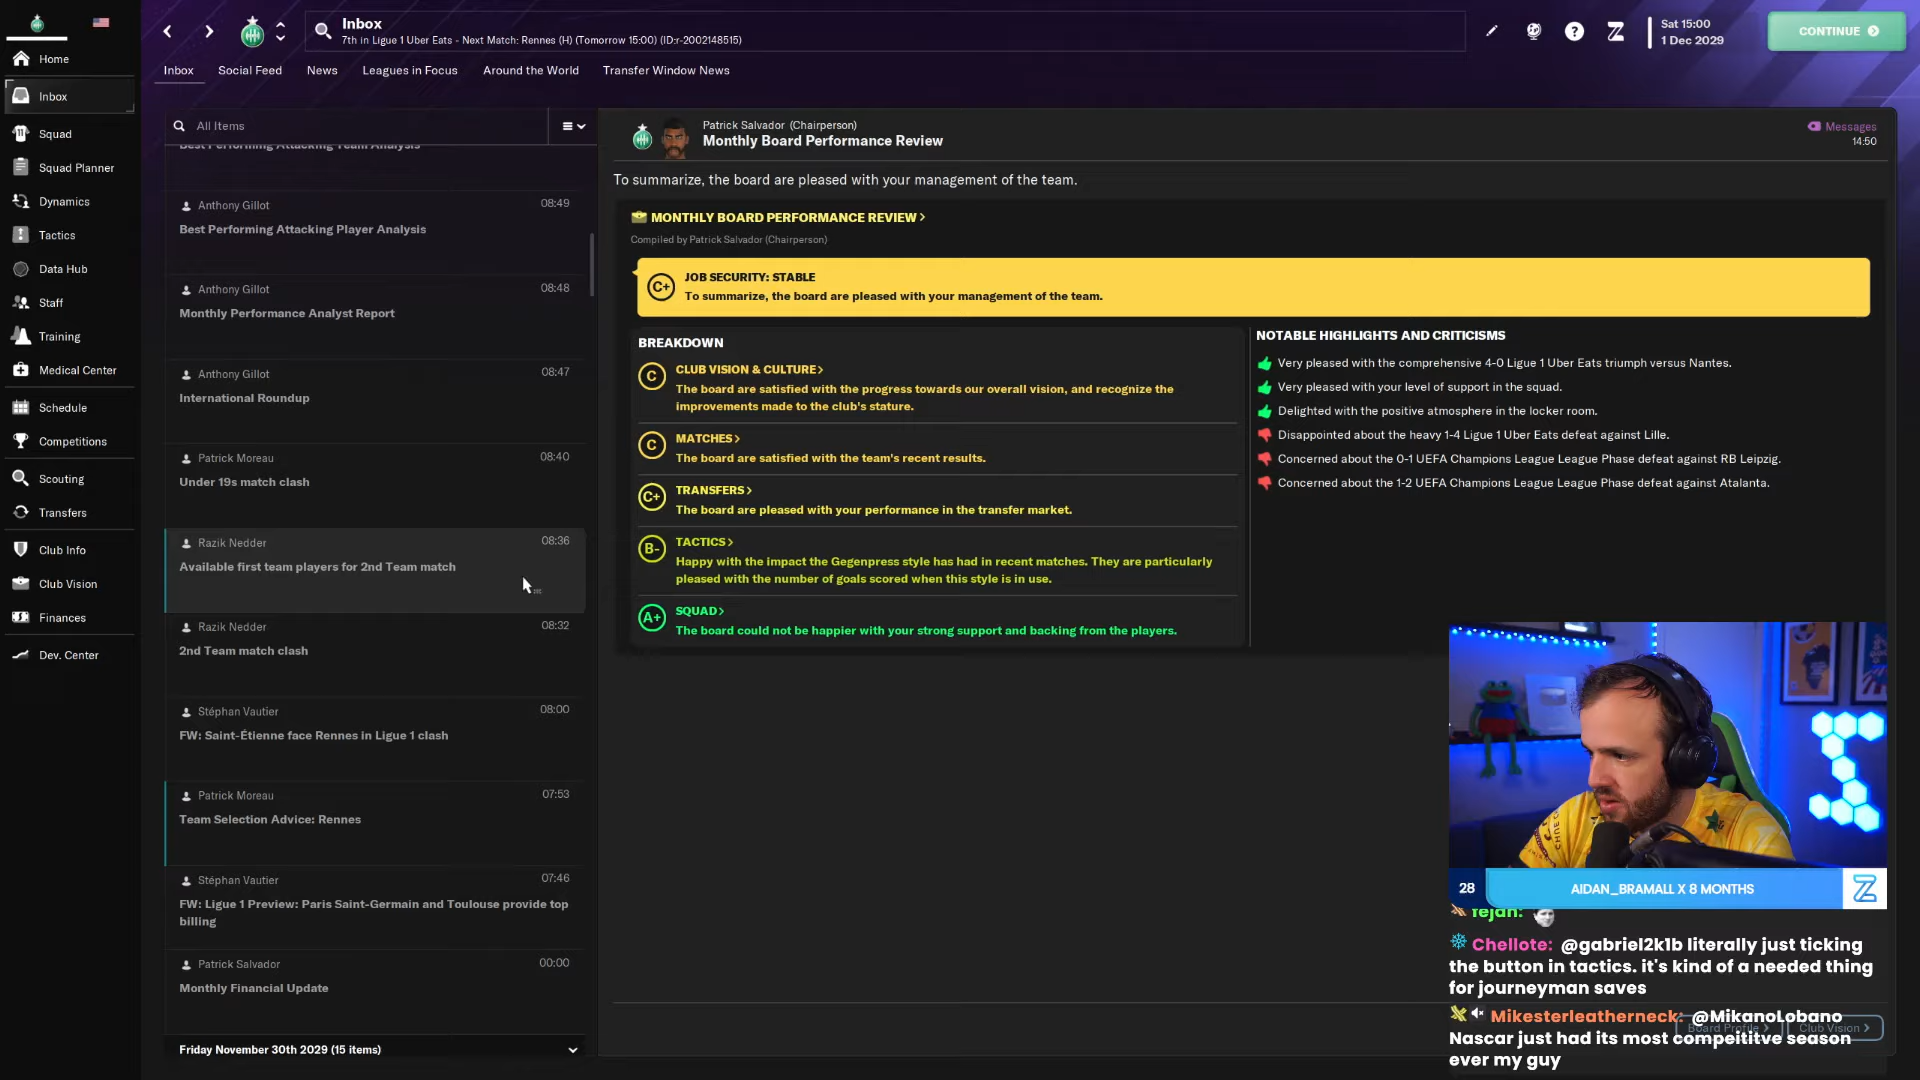 Inbox
7th in Ligue 1 Uber Eats - Next Match: Rennes (H) (Tomorrow 15:00) (ID:r-2002148515)
Sat 15:00
1 Dec 2029
CONTINUE
Home
Inbox
Squad
Squad Planner
Dynamics
Tactics
Data Hub
Staff
Training
Medical Center
Schedule
Competitions
Scouting
Transfers
Club Info
Club Vision
Finances
Dev. Center
Inbox
Social Feed
News
Leagues in Focus
Around the World
Transfer Window News
All Items
Best Performing Attacking Team Analysis
Anthony Gillot 08:49
Best Performing Attacking Player Analysis
Anthony Gillot 08:48
Monthly Performance Analyst Report
Anthony Gillot 08:47
International Roundup
Patrick Moreau 08:40
Under 19s match clash
Razik Nedder 08:36
Available first team players for 2nd Team match
Razik Nedder 08:32
2nd Team match clash
Stéphan Vautier 08:00
FW: Saint-Étienne face Rennes in Ligue 1 clash
Patrick Moreau 07:53
Team Selection Advice: Rennes
Stéphan Vautier 07:46
FW: Ligue 1 Preview: Paris Saint-Germain and Toulouse provide top
billing
Patrick Salvador 00:00
Monthly Financial Update
Friday November 30th 2029 (15 items)
Patrick Salvador (Chairperson)
Monthly Board Performance Review
Messages
14:50
To summarize, the board are pleased with your management of the team.
MONTHLY BOARD PERFORMANCE REVIEW >
Compiled by Patrick Salvador (Chairperson)
C+
JOB SECURITY: STABLE
To summarize, the board are pleased with your management of the team.
BREAKDOWN
C
CLUB VISION & CULTURE >
The board are satisfied with the progress towards our overall vision, and recognize the
improvements made to the club's stature.
C
MATCHES >
The board are satisfied with the team's recent results.
C+
TRANSFERS >
The board are pleased with your performance in the transfer market.
B-
TACTICS >
Happy with the impact the Gegenpress style has had in recent matches. They are particularly
pleased with the number of goals scored when this style is in use.
A+
SQUAD >
The board could not be happier with your strong support and backing from the players.
NOTABLE HIGHLIGHTS AND CRITICISMS
Very pleased with the comprehensive 4-0 Ligue 1 Uber Eats triumph versus Nantes.
Very pleased with your level of support in the squad.
Delighted with the positive atmosphere in the locker room.
Disappointed about the heavy 1-4 Ligue 1 Uber Eats defeat against Lille.
Concerned about the 0-1 UEFA Champions League League Phase defeat against RB Leipzig.
Concerned about the 1-2 UEFA Champions League League Phase defeat against Atalanta.
28
AIDAN_BRAMALL X 8 MONTHS
Z
fejah:
Chellote: @gabriel2k1b literally just ticking
the button in tactics. it's kind of a needed thing
for journeyman saves
Mikesterleatherneck: @MikanoLobano
Nascar just had its most compeititve season
ever my guy
Board Profile >
Club Vision >